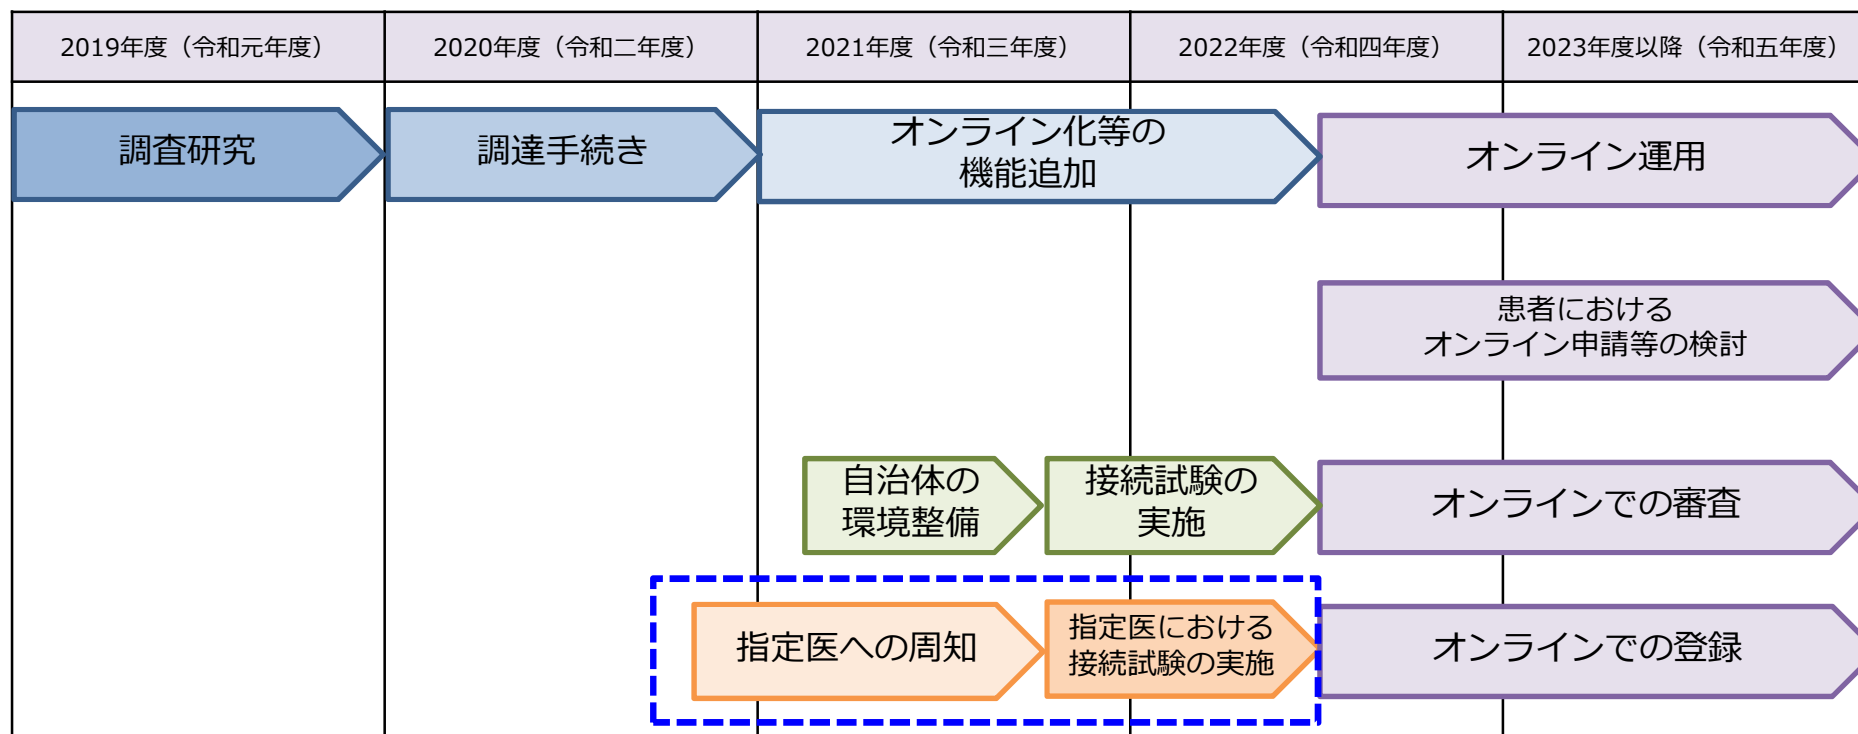 2019年度（令和元年度）
2020年度（令和二年度）
2021年度（令和三年度）
2022年度（令和四年度）
2023年度以降（令和五年度）
調査研究
調達手続き
オンライン化等の
機能追加
オンライン運用
患者における
オンライン申請等の検討
自治体の
環境整備
接続試験の
実施
オンラインでの審査
指定医への周知
指定医における
接続試験の実施
オンラインでの登録